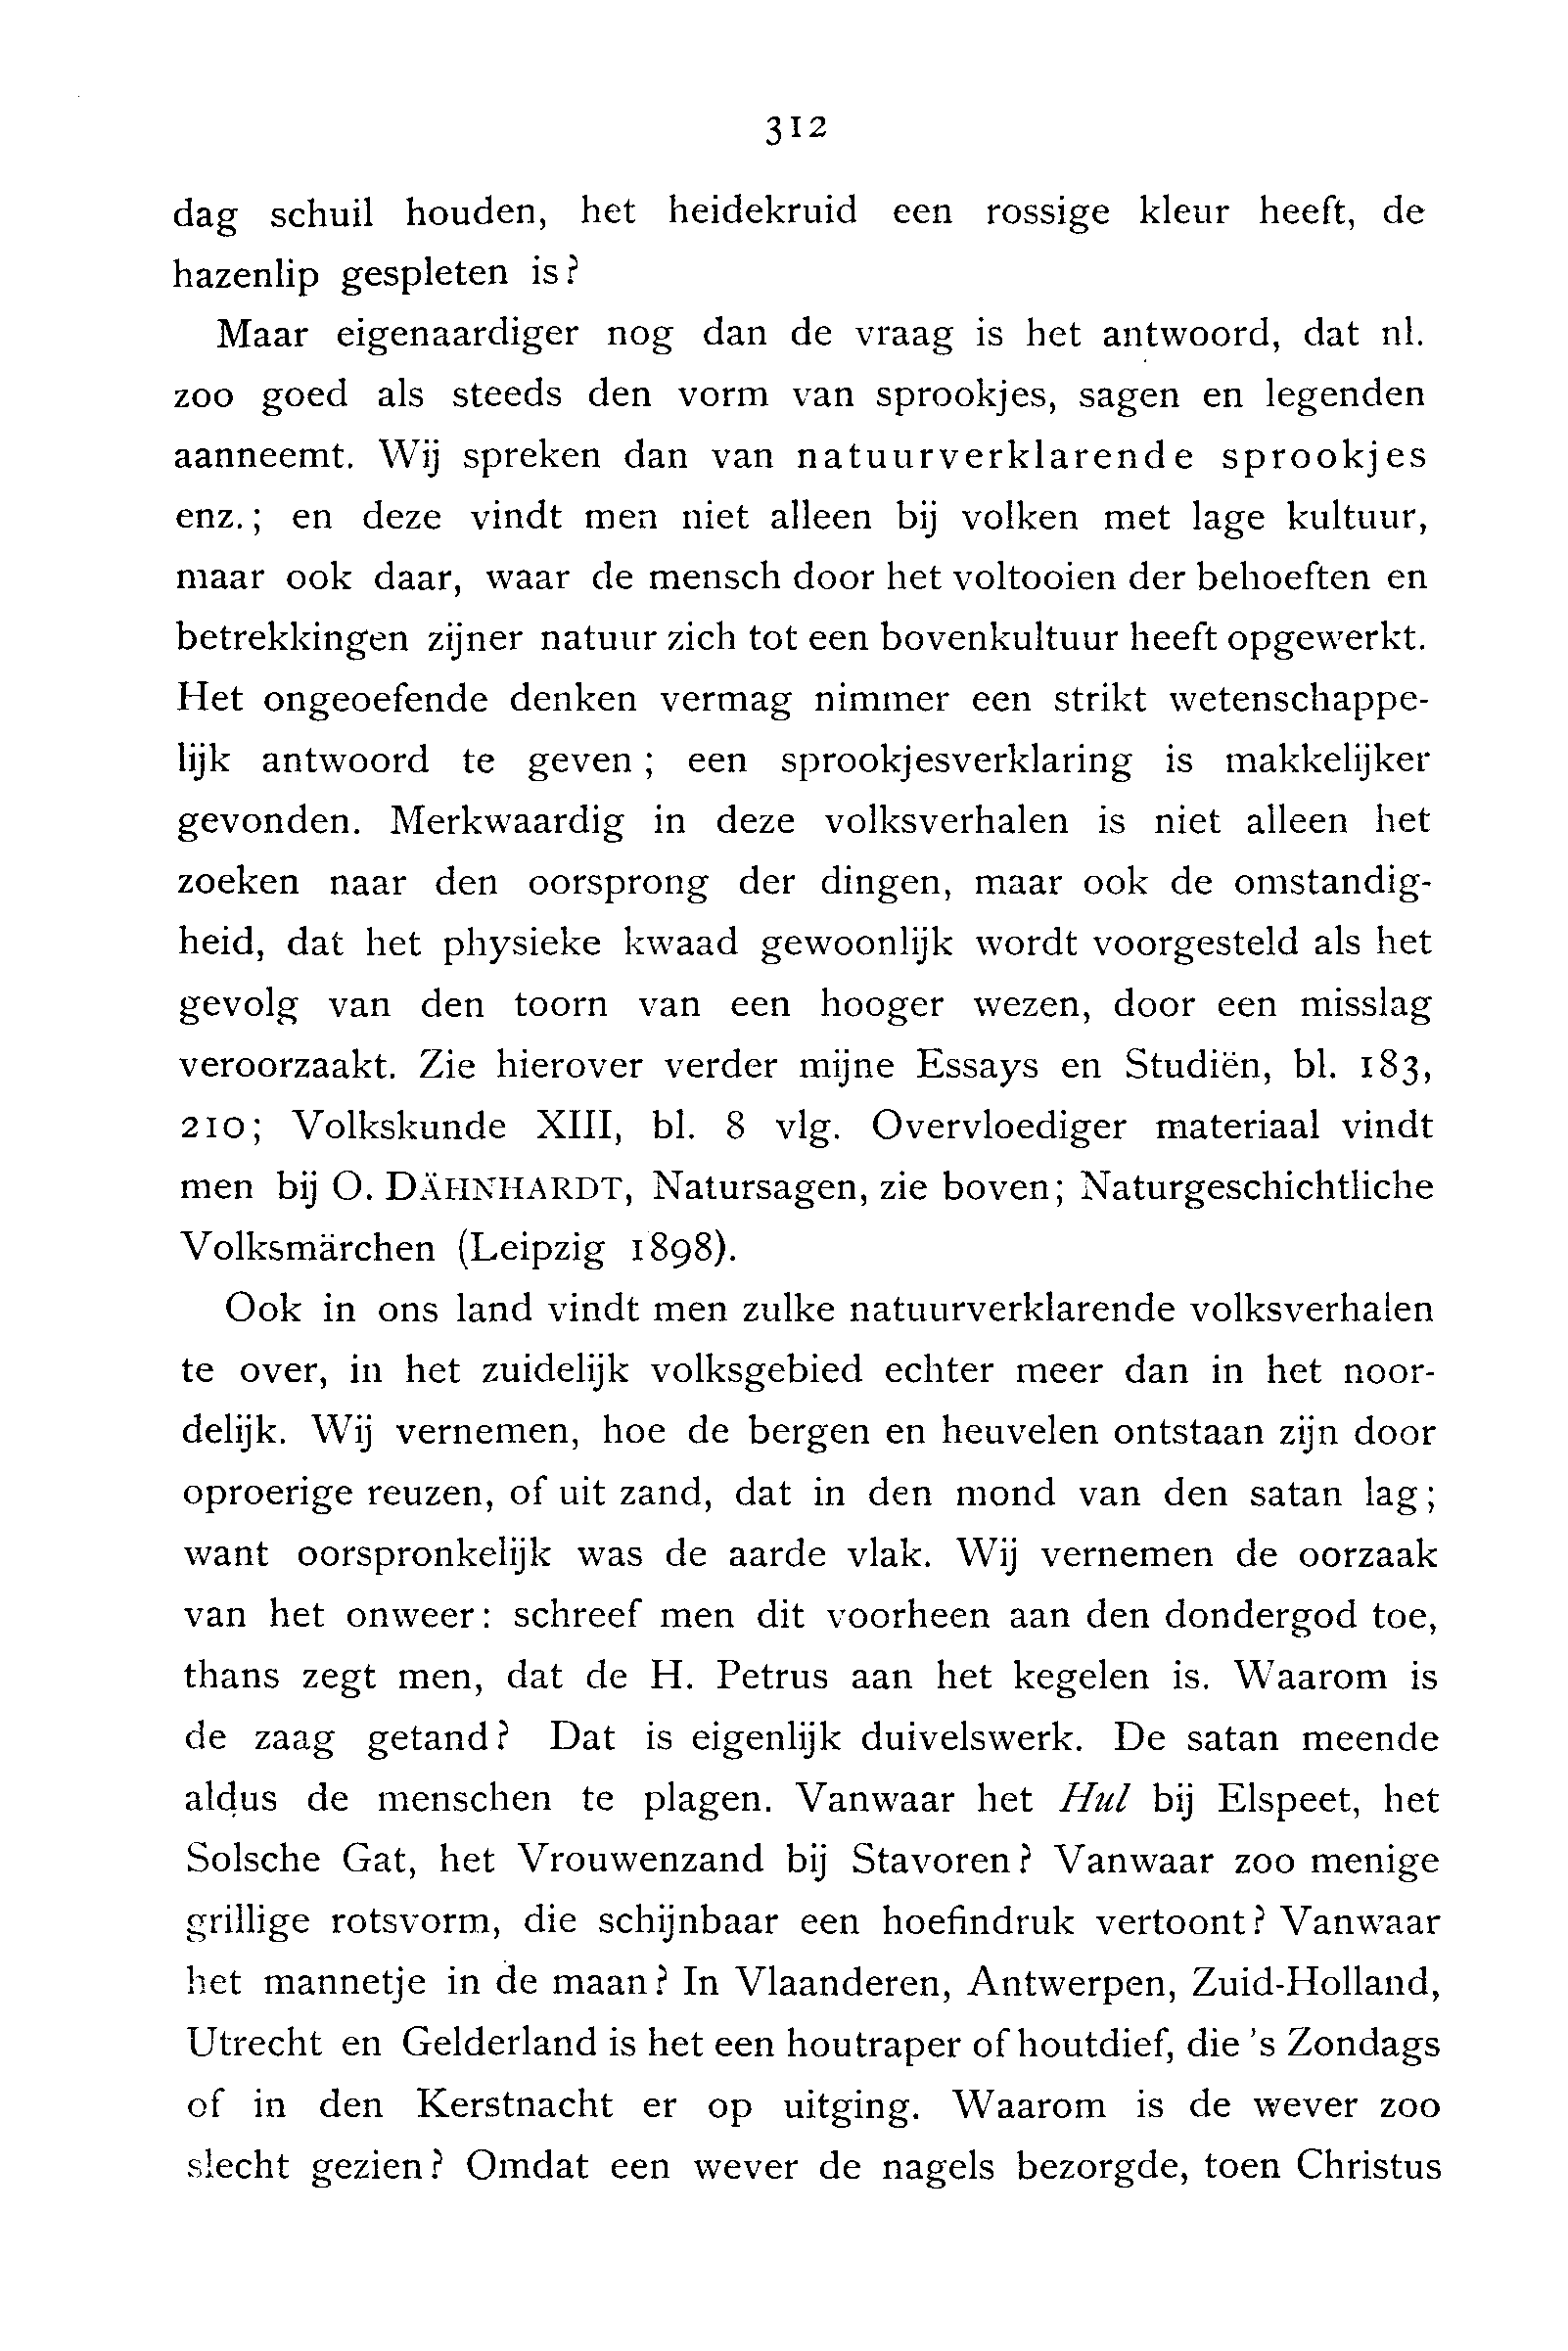 312
dag schuil houden, het heidekruid een rossige kleur heeft, de
hazenlip gespleten is?
Maar eigenaardiger nog dan de vraag is het antwoord, dat nl.
zoo goed als steeds den vorm van sprookjes, sagen en legenden
aanneemt. Wij spreken dan van natuurverklarende sprookjes
enz.; en deze vindt men niet alleen bij volken met lage kultuur,
maar ook daar, waar de mensch door het voltooien der behoeften en
betrekkingen zijner natuur zich tot een bovenkultuur heeft opgewerkt.
Het ongeoefende denken vermag nimmer een strikt wetenschappe-
lijk antwoord te geven; een sprookjesverklaring is makkelijker
gevonden. Merkwaardig in deze volksverhalen is niet alleen het
zoeken naar den oorsprong der dingen, maar ook de omstandig-
heid, dat het physieke kwaad gewoonlijk wordt voorgesteld als het
gevolg van den toorn van een hooger wezen, door een misslag
veroorzaakt. Zie hierover verder mijne Essays en Studiën, bl. 183,
210; Volkskunde XIII, bl. 8 vlg. Overvloediger materiaal vindt
men bij O. DÄHNHARDT, Natursagen, zie boven; Naturgeschichtliche
Volksmärchen (Leipzig 1898).
Ook in ons land vindt men zulke natuurverklarende volksverhalen
te over, in het zuidelijk volksgebied echter meer dan in het noor-
delijk. Wij vernemen, hoe de bergen en heuvelen ontstaan zijn door
oproerige reuzen, of uit zand, dat in den mond van den satan lag;
want oorspronkelijk was de aarde vlak. Wij vernemen de oorzaak
van het onweer: schreef men dit voorheen aan den dondergod toe,
thans zegt men, dat de H. Petrus aan het kegelen is. Waarom is
de zaag getand? Dat is eigenlijk duivelswerk. De satan meende
aldus de menschen te plagen. Vanwaar het Hul bij Elspeet, het
Solsche Gat, het Vrouwenzand bij Stavoren? Vanwaar zoo menige
grillige rotsvorm, die schijnbaar een hoefindruk vertoont? Vanwaar
het mannetje in de maan? In Vlaanderen, Antwerpen, Zuid-Holland,
Utrecht en Gelderland is het een houtraper of houtdief, die 's Zondags
of in den Kerstnacht er op uitging. Waarom is de wever zoo
slecht gezien? Omdat een wever de nagels bezorgde, toen Christus